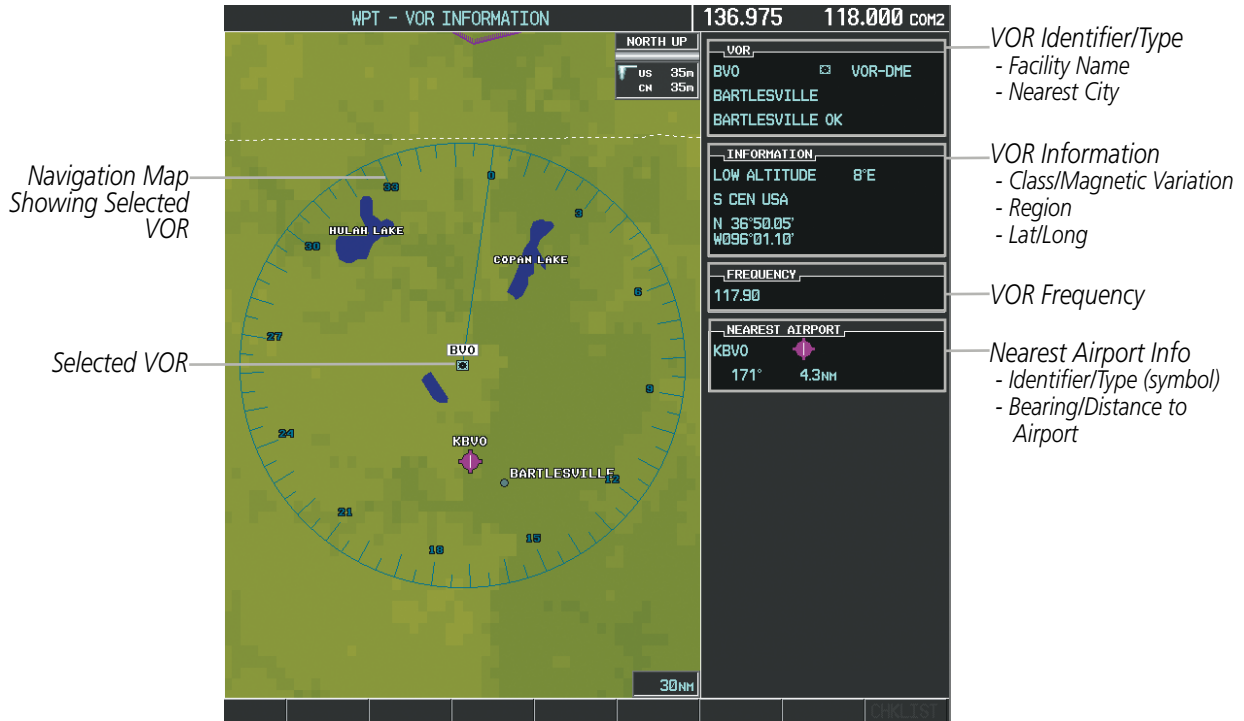 WPT - VOR INFORMATION
136.975 118.000 COM2
NORTH UP
US 35m
CN 35m
VOR
BVO VOR-DME
BARTLESVILLE
BARTLESVILLE OK
INFORMATION
LOW ALTITUDE 8°E
S CEN USA
N 36°50.05'
W096°01.10'
FREQUENCY
117.90
NEAREST AIRPORT
KBVO
171° 4.3NM
VOR Identifier/Type
- Facility Name
- Nearest City
VOR Information
- Class/Magnetic Variation
- Region
- Lat/Long
VOR Frequency
Nearest Airport Info
- Identifier/Type (symbol)
- Bearing/Distance to
Airport
Navigation Map
Showing Selected
VOR
Selected VOR
0
3
6
9
12
15
18
21
24
27
30
33
HULAH LAKE
COPAN LAKE
BVO
KBVO
BARTLESVILLE
30NM
CHKLIST